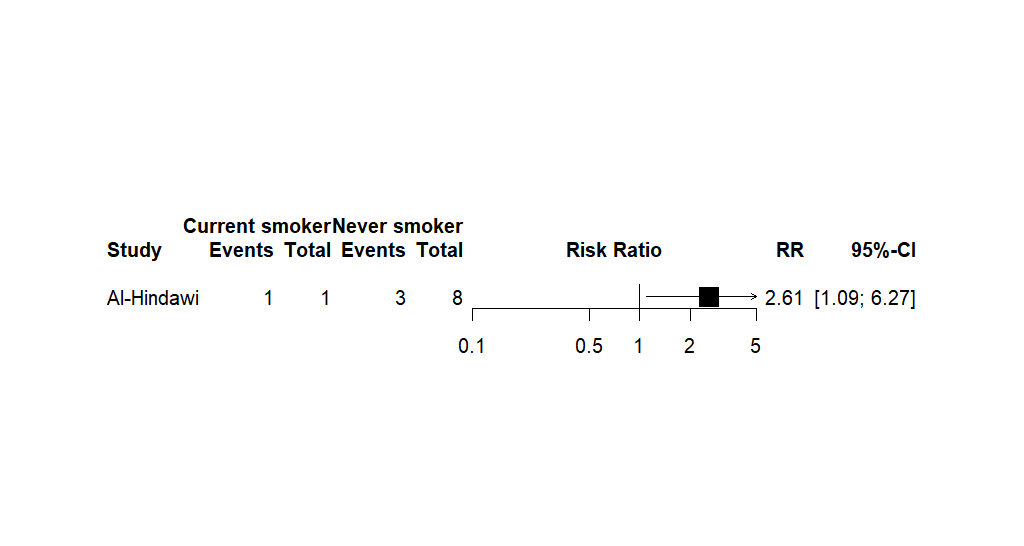 Current smokerNever smoker
Study Events Total Events Total Risk Ratio RR 95%-CI
Al-Hindawi 1 1 3 8 2.61 [1.09; 6.27]
0.1 0.5 1 2 5